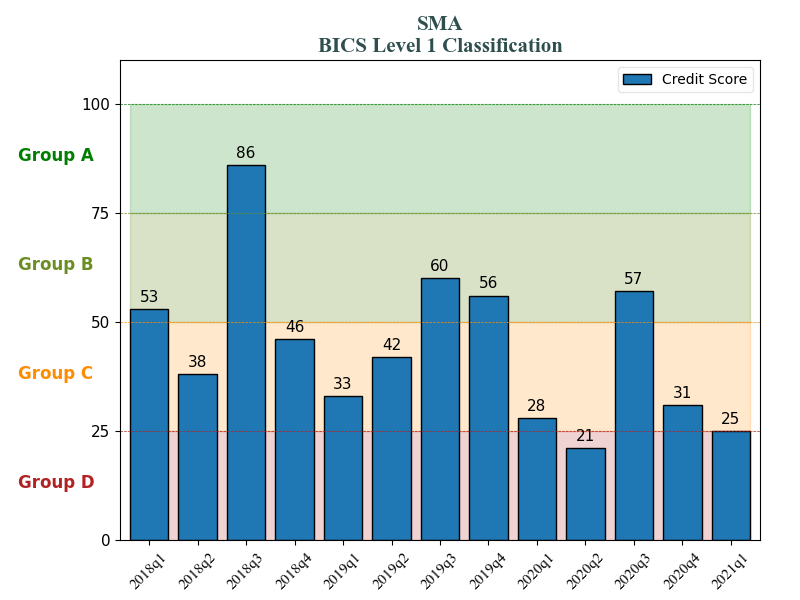 SMA
BICS Level 1 Classification
Credit Score
100
Group A
86
75
Group B
60
57
56
53
50
46
42
Group C
38
33
31
28
25
25
21
Group D
0
2018q1 2018q2 2018q3 2018q4 2019q1 2019q2 2019q3 2019q4 2020q1 2020q2 2020q3 2020q4 2021q1